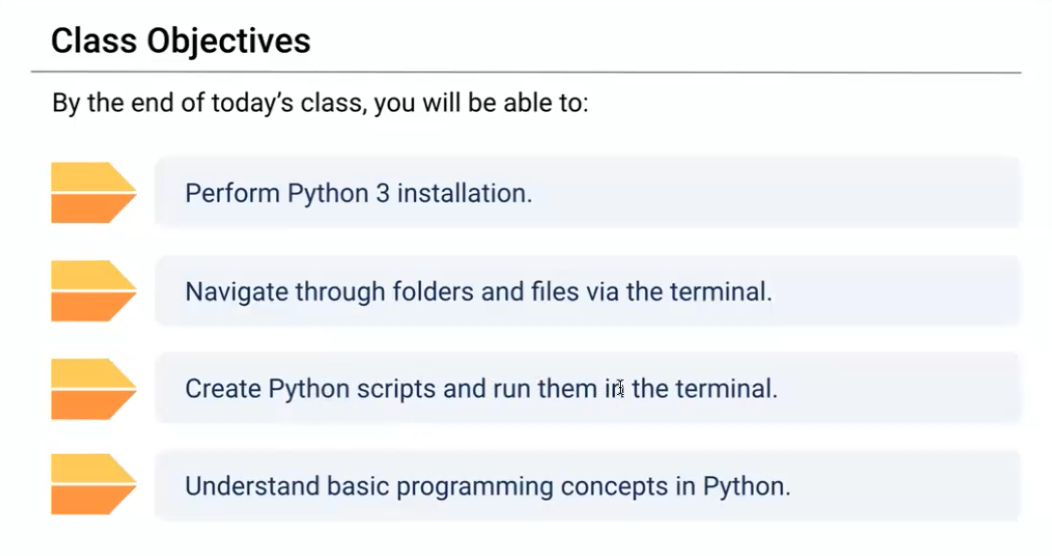 Class Objectives
By the end of today’s class, you will be able to:
Perform Python 3 installation.
Navigate through folders and files via the terminal.
Create Python scripts and run them in the terminal.
Understand basic programming concepts in Python.